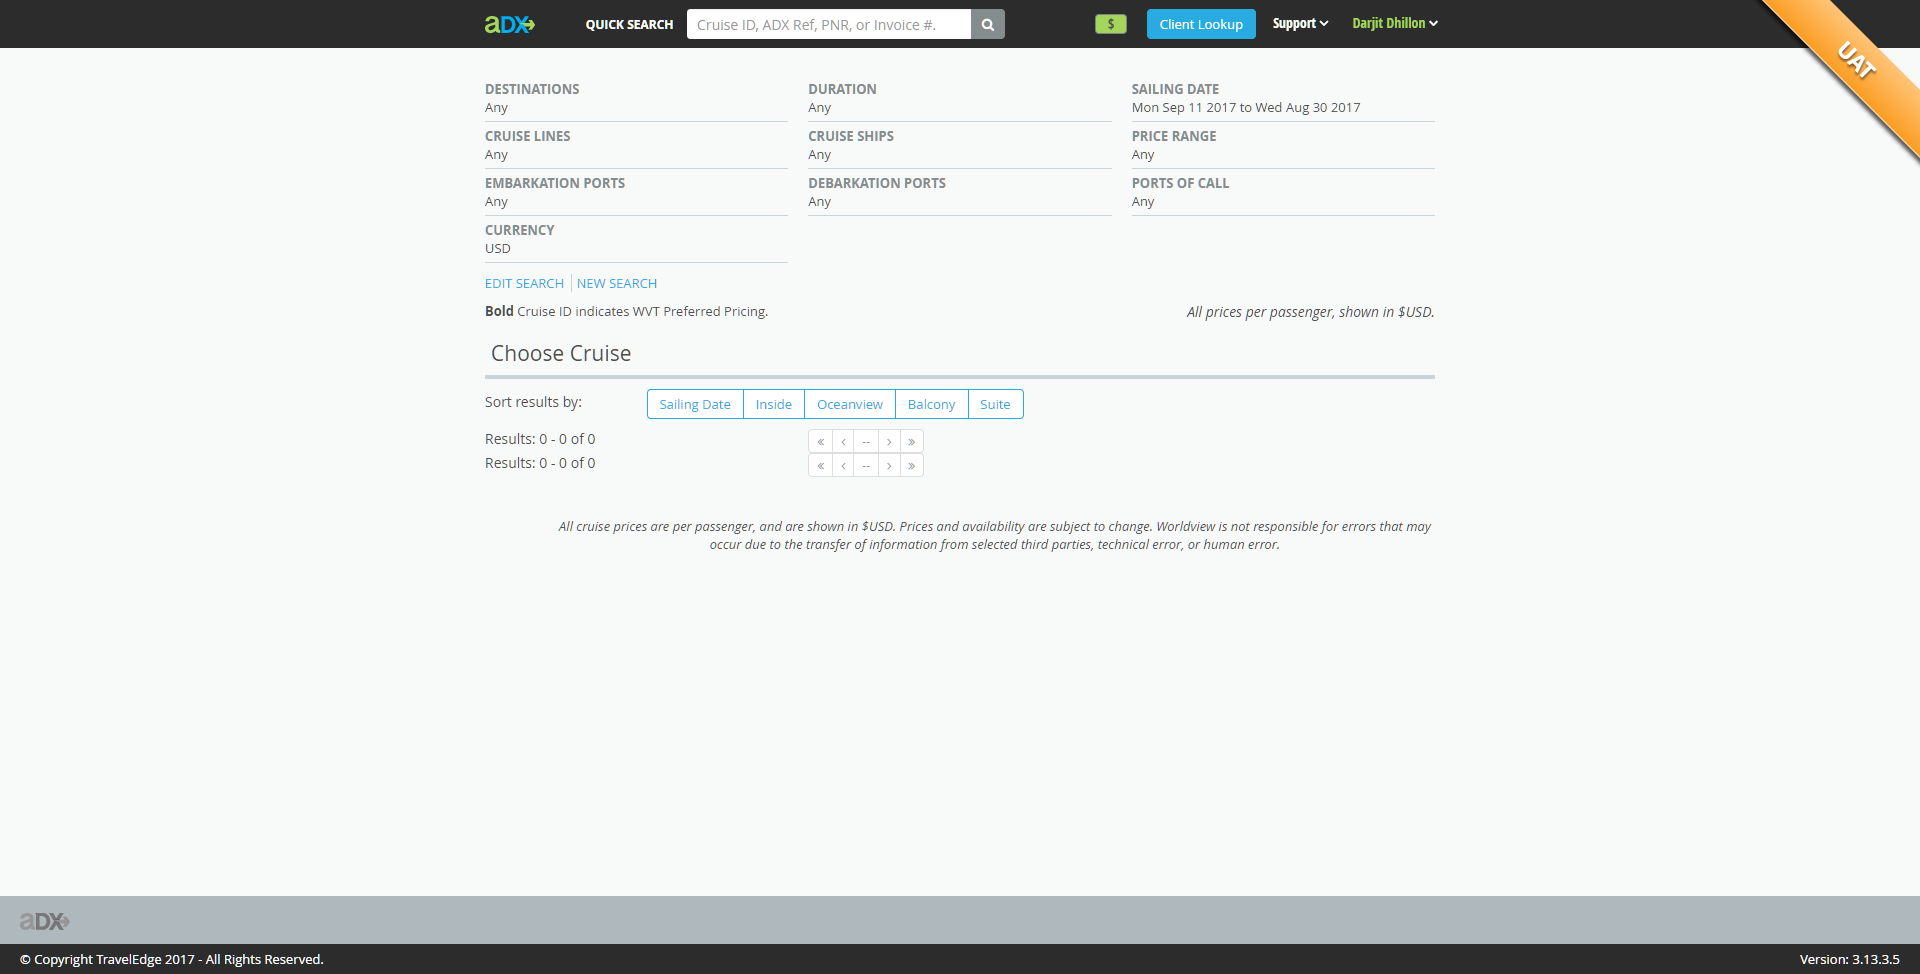 aDX QUICK SEARCH Cruise ID, ADX Ref, PNR, or Invoice #. $ Client Lookup Support Darjit Dhillon
UAT
DESTINATIONS DURATION SAILING DATE
Any Any Mon Sep 11 2017 to Wed Aug 30 2017
CRUISE LINES CRUISE SHIPS PRICE RANGE
Any Any Any
EMBARKATION PORTS DEBARKATION PORTS PORTS OF CALL
Any Any Any
CURRENCY
USD
EDIT SEARCH NEW SEARCH
Bold Cruise ID indicates WVT Preferred Pricing. All prices per passenger, shown in $USD.
Choose Cruise
Sort results by: Sailing Date Inside Oceanview Balcony Suite
Results: 0 - 0 of 0 « ‹ -- › »
Results: 0 - 0 of 0 « ‹ -- › »
All cruise prices are per passenger, and are shown in $USD. Prices and availability are subject to change. Worldview is not responsible for errors that may
occur due to the transfer of information from selected third parties, technical error, or human error.
aDX
© Copyright TravelEdge 2017 - All Rights Reserved. Version: 3.13.3.5